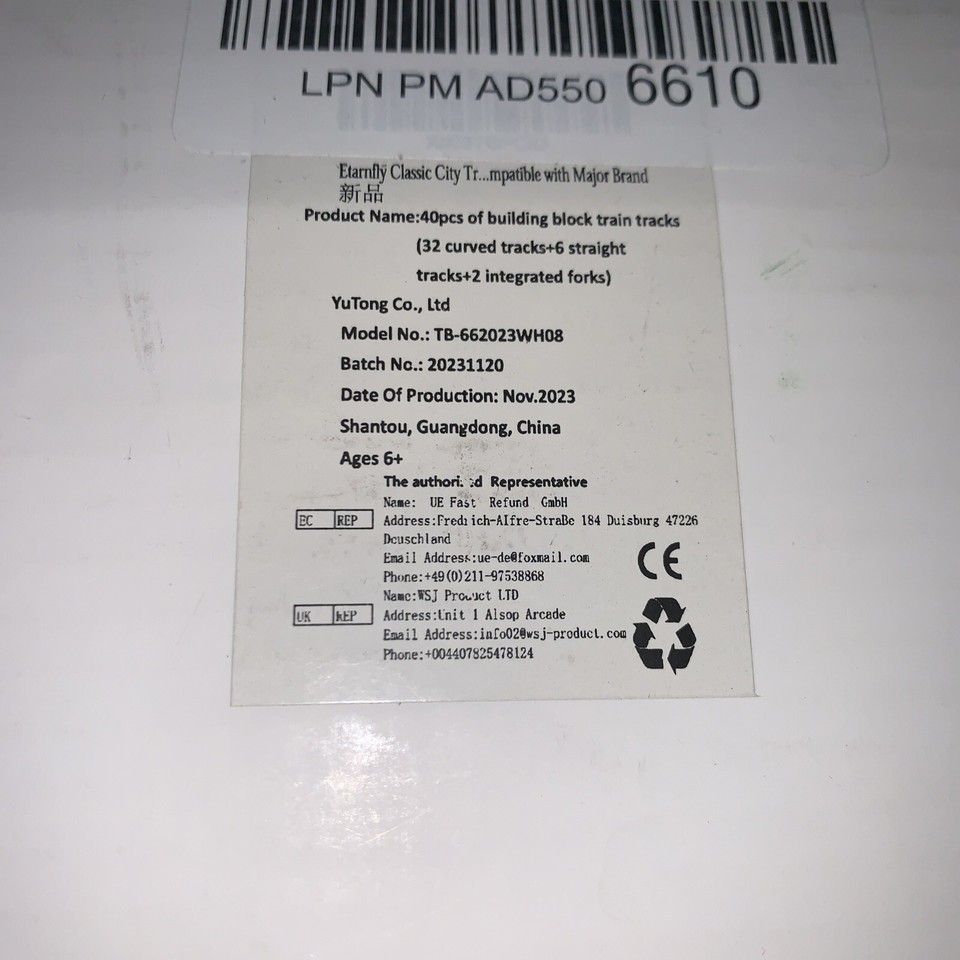 LPN PM AD550 6610
Etarnfly Classic City Tr...mpatible with Major Brand
新品
Product Name:40pcs of building block train tracks
(32 curved tracks+6 straight
tracks+2 integrated forks)
YuTong Co., Ltd
Model No.: TB-662023WH08
Batch No.: 20231120
Date Of Production: Nov.2023
Shantou, Guangdong, China
Ages 6+
The Representative
Name: UE Fast Refund GmbH
EC REP
Address:Fredrich-Alfre-StraBe 184 Duisburg 47226
Deuschland
Email Address:ue-de@foxmail.com
Phone:+49(0)211-97538868
CE
Name:WSJ Product LTD
UK REP
Address:Unit 1 Alsop Arcade
Email Address:info02@wsj-product.com
Phone:+004407825478124